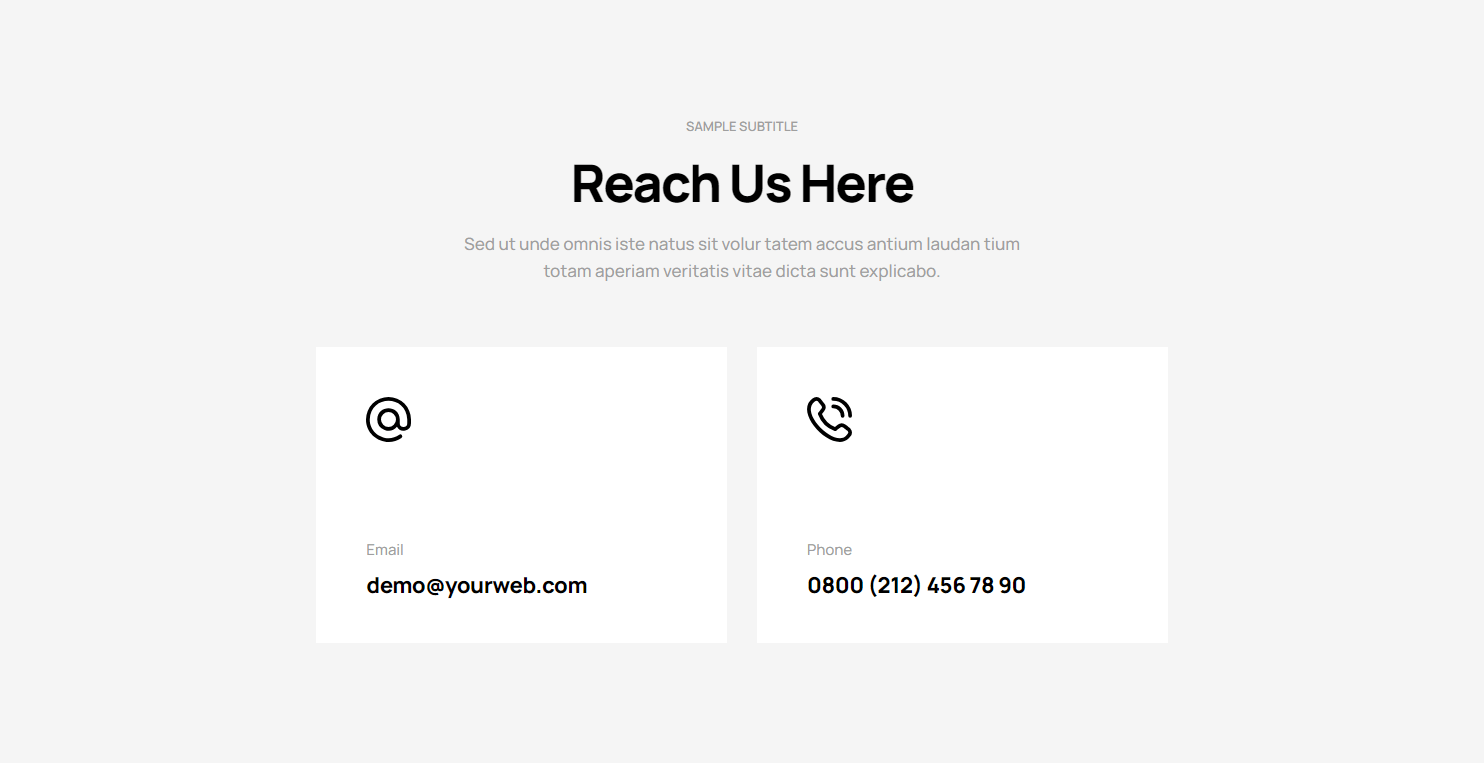 SAMPLE SUBTITLE
Reach Us Here
Sed ut unde omnis iste natus sit volur tatem accus antium laudan tium
totam aperiam veritatis vitae dicta sunt explicabo.
Email
demo@yourweb.com
Phone
0800 (212) 456 78 90